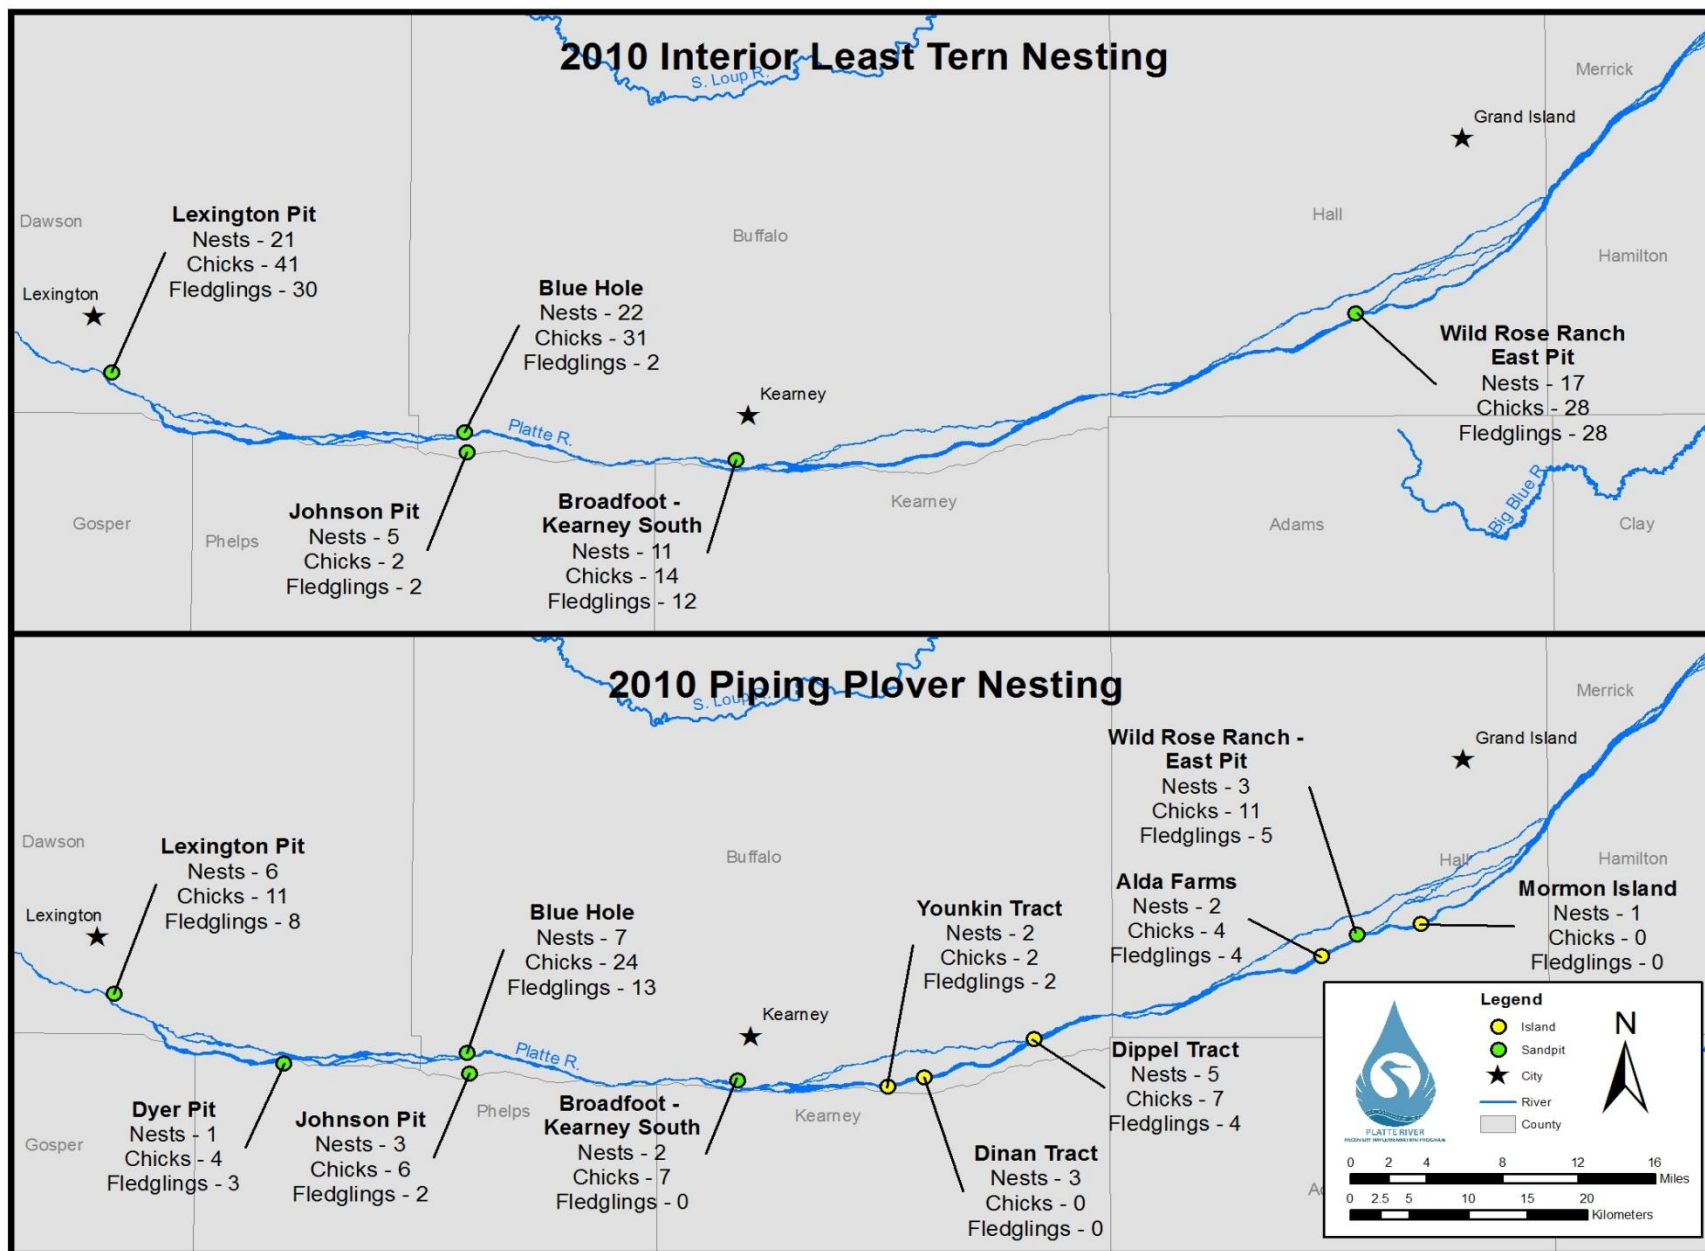 2010 Interior Least Tern Nesting
S. Loup R.
Merrick
Grand Island
Dawson
Lexington Pit
Nests - 21
Chicks - 41
Fledglings - 30
Lexington
Buffalo
Hall
Hamilton
Blue Hole
Nests - 22
Chicks - 31
Fledglings - 2
Kearney
Platte R.
Wild Rose Ranch
East Pit
Nests - 17
Chicks - 28
Fledglings - 28
Gosper
Phelps
Johnson Pit
Nests - 5
Chicks - 2
Fledglings - 2
Broadfoot -
Kearney South
Nests - 11
Chicks - 14
Fledglings - 12
Kearney
Adams
Big Blue R.
Clay
2010 Piping Plover Nesting
S. Loup R.
Merrick
Grand Island
Wild Rose Ranch -
East Pit
Nests - 3
Chicks - 11
Fledglings - 5
Dawson
Lexington Pit
Nests - 6
Chicks - 11
Fledglings - 8
Lexington
Buffalo
Hall
Hamilton
Blue Hole
Nests - 7
Chicks - 24
Fledglings - 13
Younkin Tract
Nests - 2
Chicks - 2
Fledglings - 2
Alda Farms
Nests - 2
Chicks - 4
Fledglings - 4
Mormon Island
Nests - 1
Chicks - 0
Fledglings - 0
Kearney
Platte R.
Dyer Pit
Nests - 1
Chicks - 4
Fledglings - 3
Gosper
Johnson Pit
Nests - 3
Chicks - 6
Fledglings - 2
Phelps
Broadfoot -
Kearney South
Nests - 2
Chicks - 7
Fledglings - 0
Kearney
Dinan Tract
Nests - 3
Chicks - 0
Fledglings - 0
Dippel Tract
Nests - 5
Chicks - 7
Fledglings - 4
Legend
Island
Sandpit
City
River
County
N
PLATTE RIVER
RECOVERY IMPLEMENTATION PROGRAM
0 2 4 8 12 16
Miles
0 2.5 5 10 15 20
Kilometers